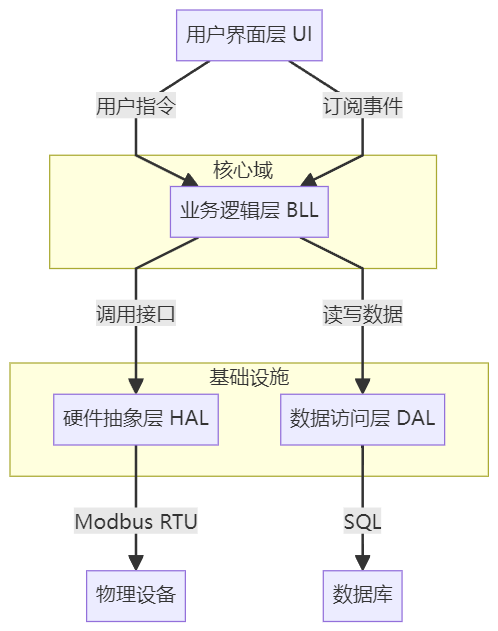 用户界面层 UI
用户指令
订阅事件
核心域
业务逻辑层 BLL
调用接口
读写数据
基础设施
硬件抽象层 HAL
数据访问层 DAL
Modbus RTU
SQL
物理设备
数据库